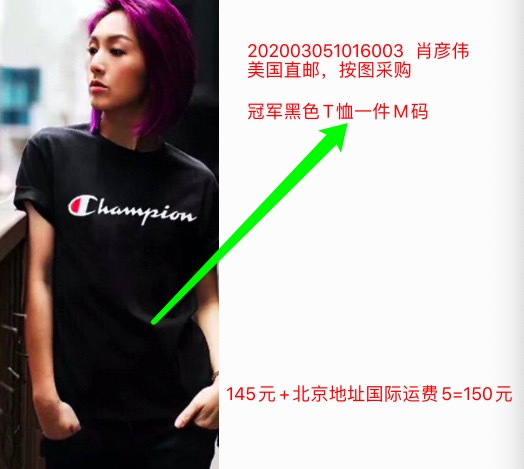 202003051016003 肖彦伟
美国直邮，按图采购
冠军黑色T恤一件M码
Champion
145元+北京地址国际运费5=150元